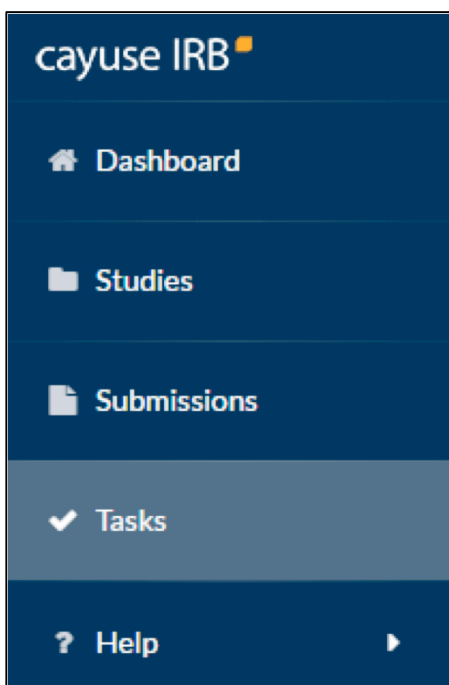 cayuse IRB
Dashboard
Studies
Submissions
Tasks
? Help